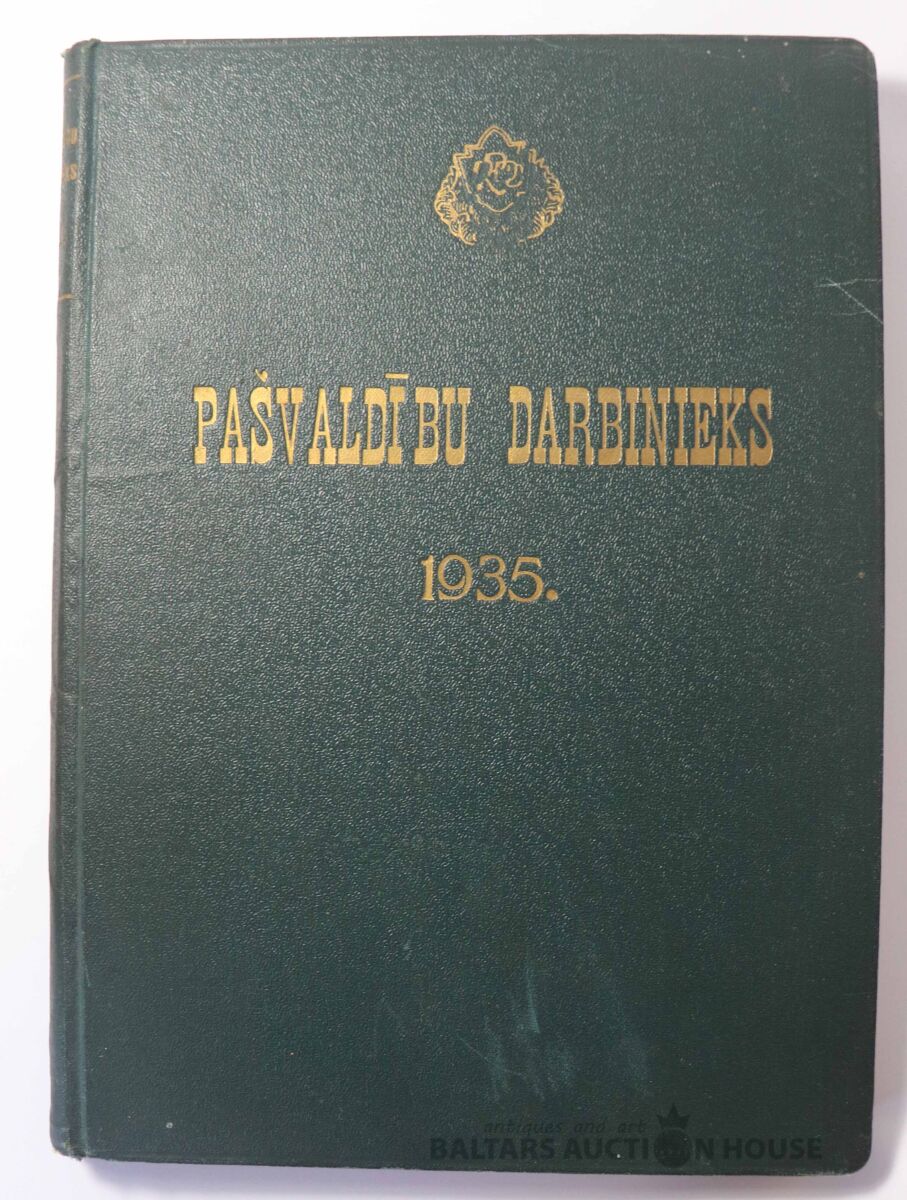 PAŠVALDĪBU DARBINIEKS
1935.
antiques and art
BALTARS AUCTION HOUSE